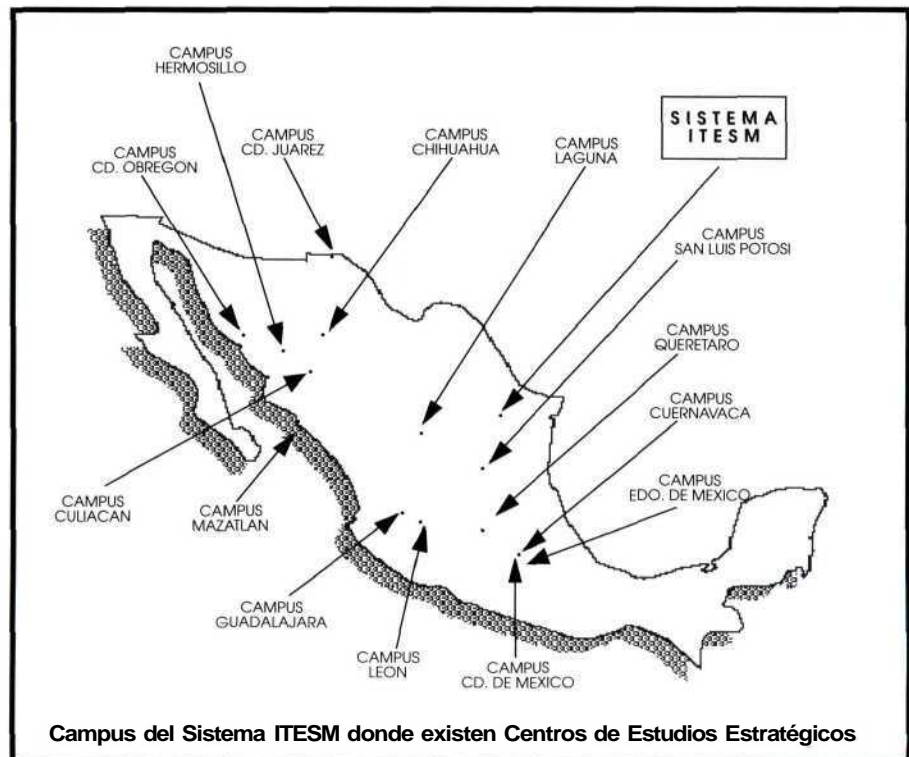 CAMPUS
HERMOSILLO
CAMPUS
CD. OBREGON
CAMPUS
CD. JUAREZ
CAMPUS
CHIHUAHUA
CAMPUS
LAGUNA
SISTEMA
ITESM
CAMPUS
SAN LUIS POTOSI
CAMPUS
QUERETARO
CAMPUS
CUERNAVACA
CAMPUS
EDO. DE MEXICO
CAMPUS
CULIACAN
CAMPUS
MAZATLAN
CAMPUS
GUADALAJARA
CAMPUS
LEON
CAMPUS
CD. DE MEXICO
Campus del Sistema ITESM donde existen Centros de Estudios Estratégicos